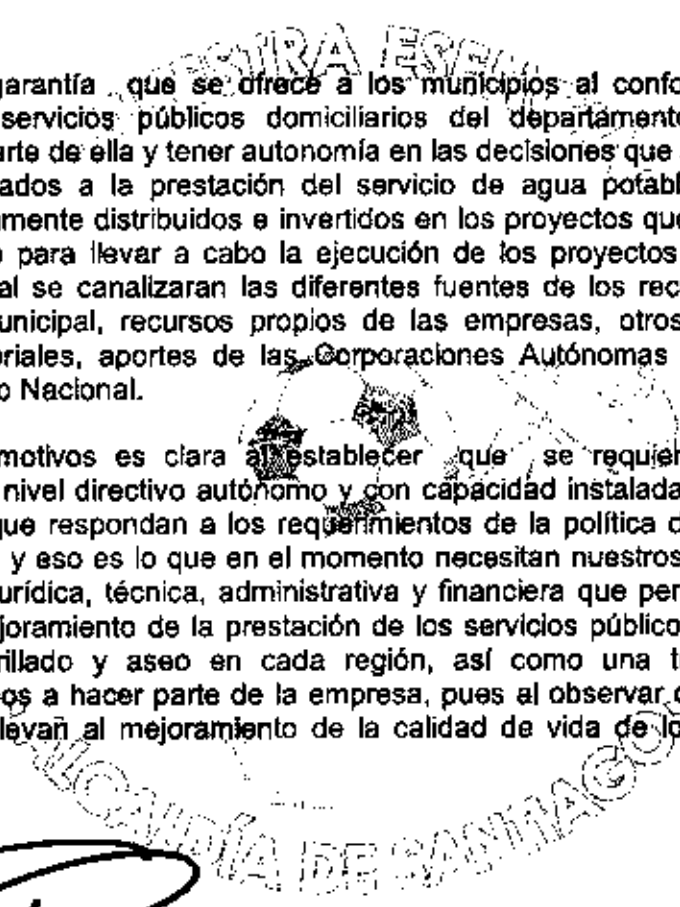 garantía que se ofrece a los municipios al confo
servicios públicos domiciliarios del departamento
arte de ella y tener autonomía en las decisiones que
ados a la prestación del servicio de agua potabl
mente distribuidos e invertidos en los proyectos que
para llevar a cabo la ejecución de los proyectos
al se canalizaran las diferentes fuentes de los rec
unicipal, recursos propios de las empresas, otros
oriales, aportes de las Corporaciones Autónomas
o Nacional.
motivos es clara al establecer que se requier
nivel directivo autónomo y con capacidad instalada
que respondan a los requerimientos de la política d
y eso es lo que en el momento necesitan nuestros
urídica, técnica, administrativa y financiera que per
joramiento de la prestación de los servicios público
rillado y aseo en cada región, así como una t
os a hacer parte de la empresa, pues al observar
levan al mejoramiento de la calidad de vida de lo
ALCALDÍA DE SANTIAGO